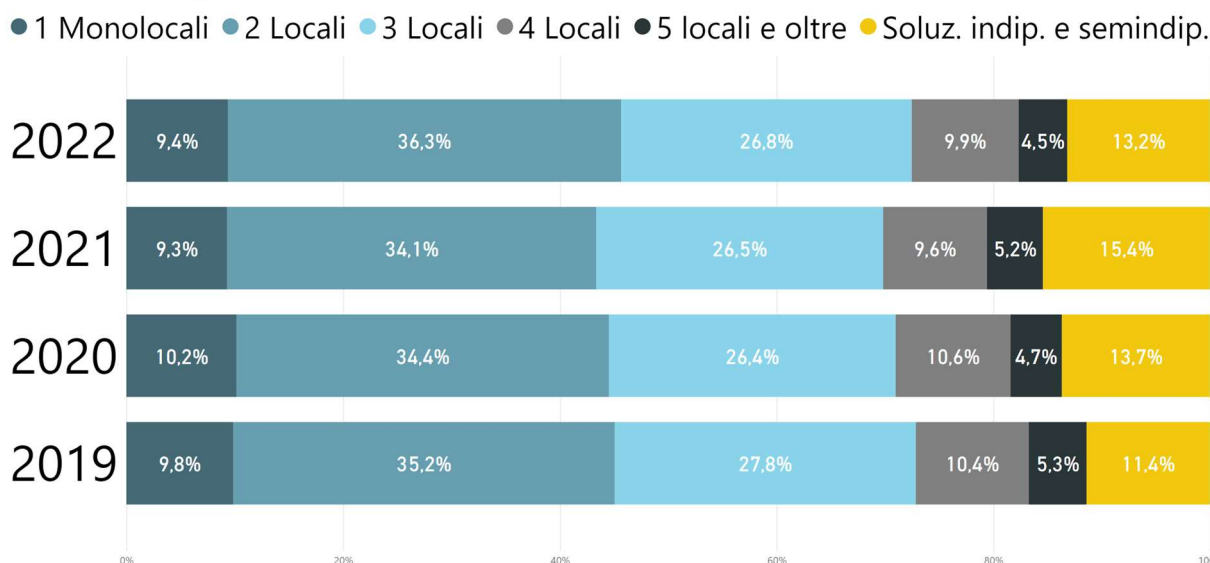 1 Monolocali 2 Locali 3 Locali 4 Locali 5 locali e oltre Soluz. indip. e semindip.
2022 9,4% 36,3% 26,8% 9,9% 4,5% 13,2%
2021 9,3% 34,1% 26,5% 9,6% 5,2% 15,4%
2020 10,2% 34,4% 26,4% 10,6% 4,7% 13,7%
2019 9,8% 35,2% 27,8% 10,4% 5,3% 11,4%
0% 20% 40% 60% 80%